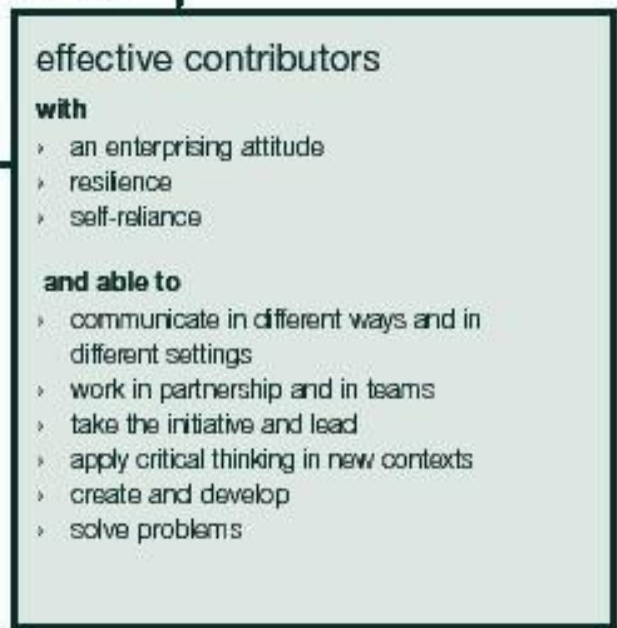 effective contributors
with
› an enterprising attitude
› resilience
› self-reliance
and able to
› communicate in different ways and in
different settings
› work in partnership and in teams
› take the initiative and lead
› apply critical thinking in new contexts
› create and develop
› solve problems